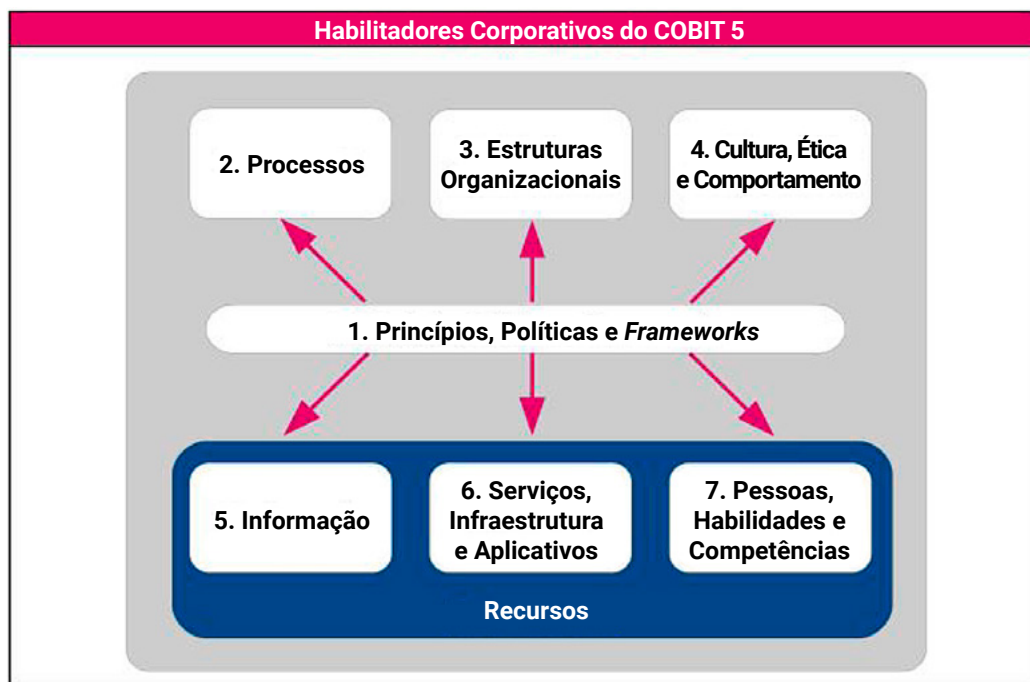 Habilitadores Corporativos do COBIT 5
2. Processos
3. Estruturas
Organizacionais
4. Cultura, Ética
e Comportamento
1. Princípios, Políticas e Frameworks
5. Informação
6. Serviços,
Infraestrutura
e Aplicativos
7. Pessoas,
Habilidades e
Competências
Recursos